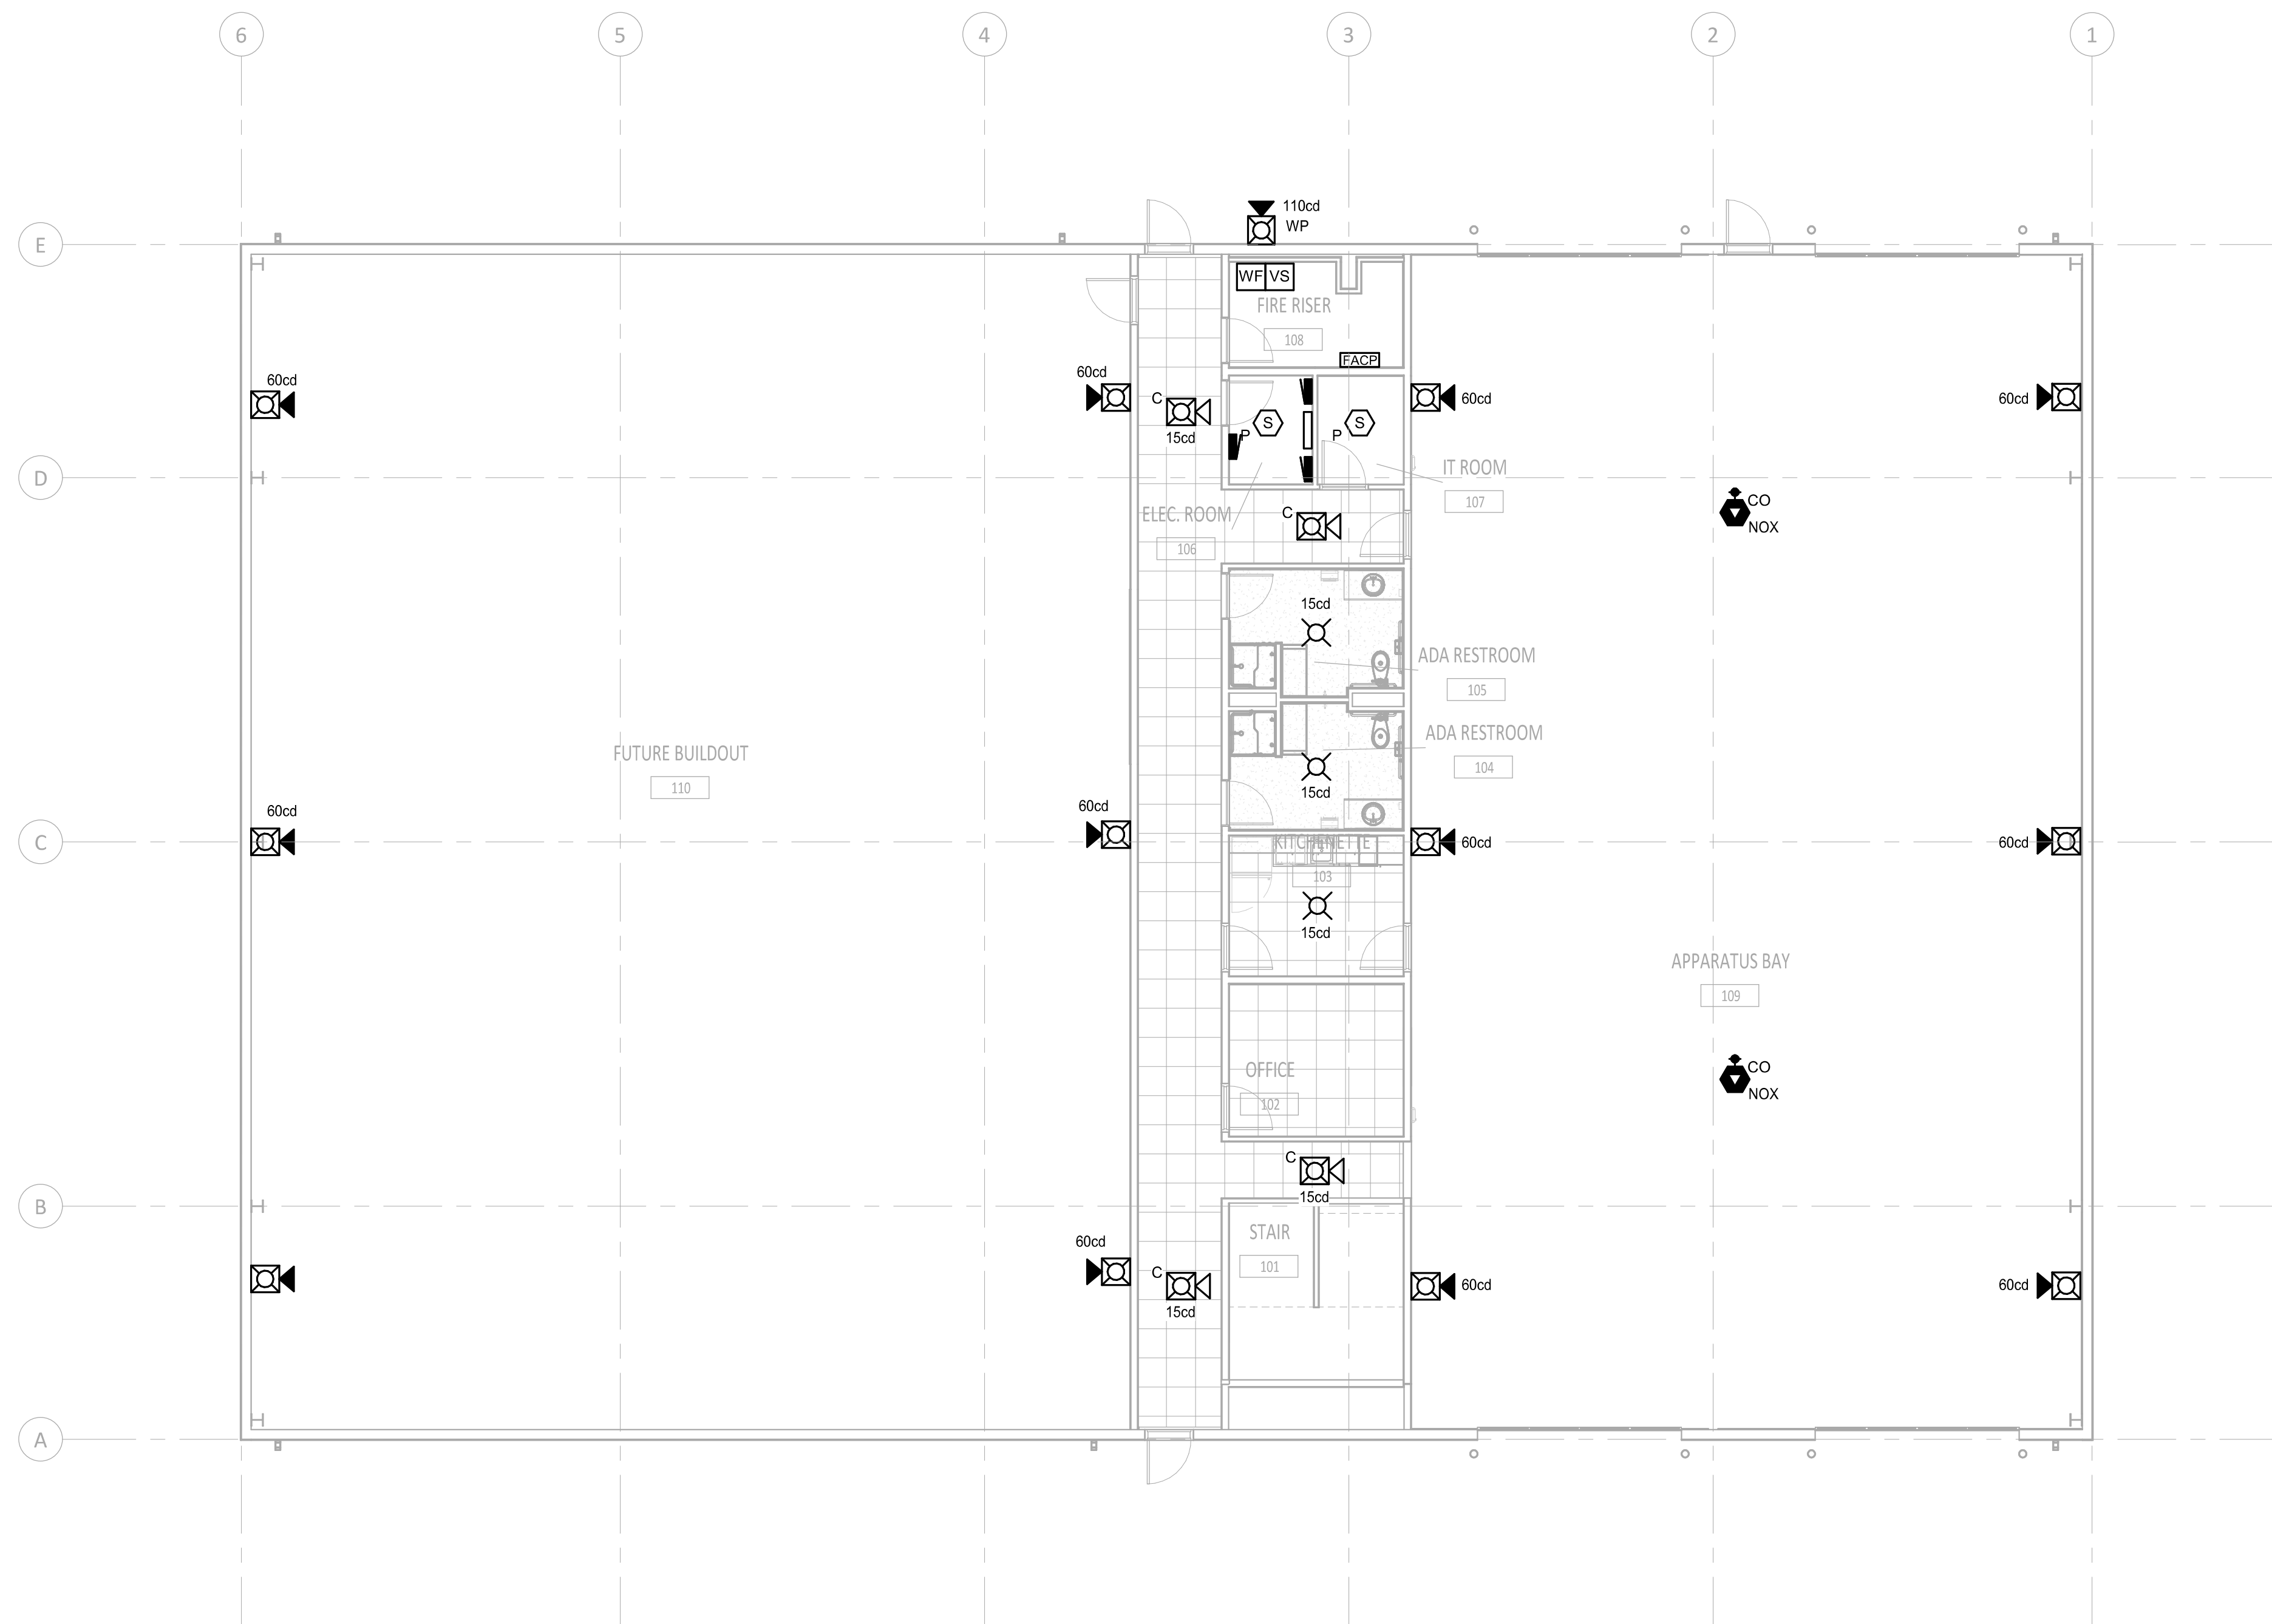 6
5
4
3
2
1
110cd
WP
E
WF VS
FIRE RISER
108
FACP
60cd
60cd
C
15cd
60cd
60cd
S
P
S
P
D
IT ROOM
107
ELEC. ROOM
106
C
CO
NOX
15cd
ADA RESTROOM
105
ADA RESTROOM
104
15cd
FUTURE BUILDOUT
110
60cd
60cd
C
KITCHENETTE
103
60cd
60cd
15cd
APPARATUS BAY
109
OFFICE
102
CO
NOX
C
15cd
B
STAIR
101
60cd
C
15cd
60cd
60cd
A